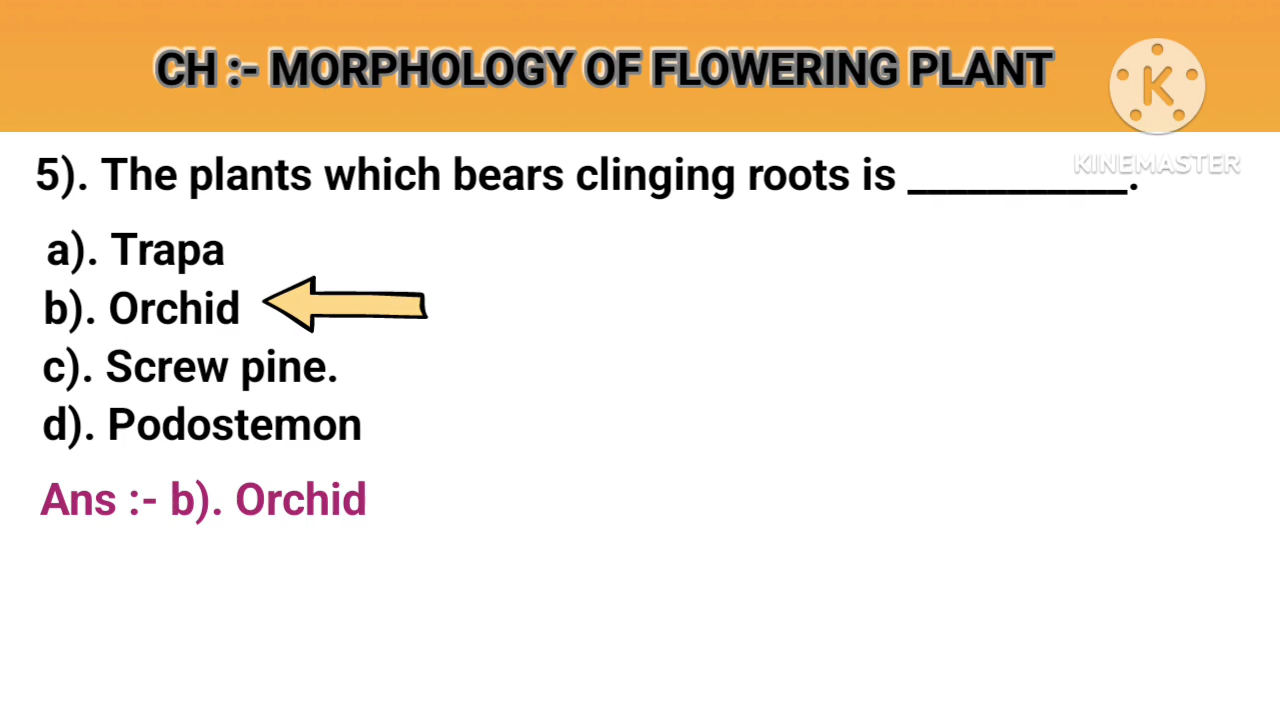 CH :- MORPHOLOGY OF FLOWERING PLANT
K
KINEMASTER
5). The plants which bears clinging roots is ___________.
a). Trapa
b). Orchid
c). Screw pine.
d). Podostemon
Ans :- b). Orchid